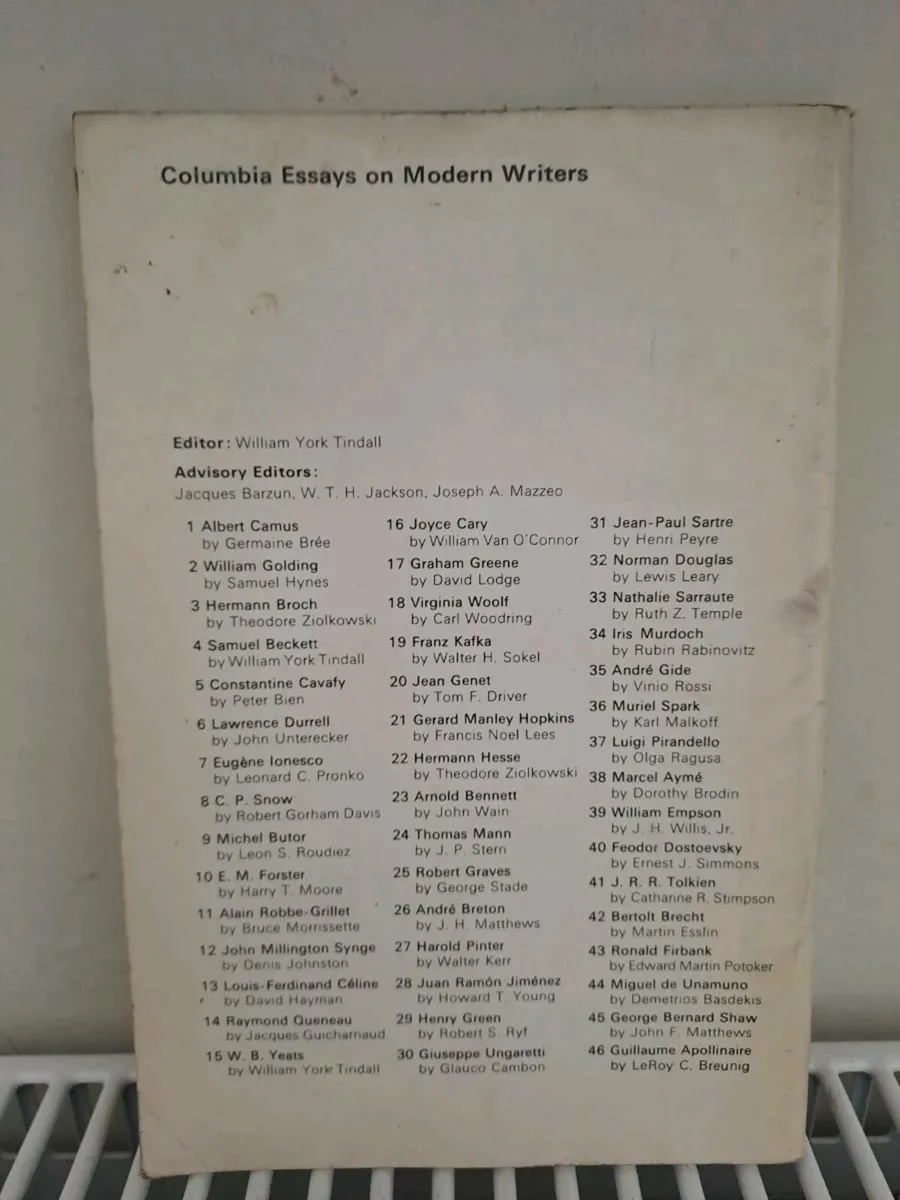 Columbia Essays on Modern Writers
Editor: William York Tindall
Advisory Editors:
Jacques Barzun, W. T. H. Jackson, Joseph A. Mazzeo
1 Albert Camus
by Germaine Brée
2 William Golding
by Samuel Hynes
3 Hermann Broch
by Theodore Ziolkowski
4 Samuel Beckett
by William York Tindall
5 Constantine Cavafy
by Peter Bien
6 Lawrence Durrell
by John Unterecker
7 Eugène Ionesco
by Leonard C. Pronko
8 C. P. Snow
by Robert Gorham Davis
9 Michel Butor
by Leon S. Roudiez
10 E. M. Forster
by Harry T. Moore
11 Alain Robbe-Grillet
by Bruce Morrissette
12 John Millington Synge
by Denis Johnston
13 Louis-Ferdinand Céline
by David Hayman
14 Raymond Queneau
by Jacques Guicharnaud
15 W. B. Yeats
by William York Tindall
16 Joyce Cary
by William Van O'Connor
17 Graham Greene
by David Lodge
18 Virginia Woolf
by Carl Woodring
19 Franz Kafka
by Walter H. Sokel
20 Jean Genet
by Tom F. Driver
21 Gerard Manley Hopkins
by Francis Noel Lees
22 Hermann Hesse
by Theodore Ziolkowski
23 Arnold Bennett
by John Wain
24 Thomas Mann
by J. P. Stern
25 Robert Graves
by George Stade
26 André Breton
by J. H. Matthews
27 Harold Pinter
by Walter Kerr
28 Juan Ramón Jiménez
by Howard T. Young
29 Henry Green
by Robert S. Ryf
30 Giuseppe Ungaretti
by Glauco Cambon
31 Jean-Paul Sartre
by Henri Peyre
32 Norman Douglas
by Lewis Leary
33 Nathalie Sarraute
by Ruth Z. Temple
34 Iris Murdoch
by Rubin Rabinovitz
35 André Gide
by Vinio Rossi
36 Muriel Spark
by Karl Malkoff
37 Luigi Pirandello
by Olga Ragusa
38 Marcel Aymé
by Dorothy Brodin
39 William Empson
by J. H. Willis, Jr.
40 Feodor Dostoevsky
by Ernest J. Simmons
41 J. R. R. Tolkien
by Catharine R. Stimpson
42 Bertolt Brecht
by Martin Esslin
43 Ronald Firbank
by Edward Martin Potoker
44 Miguel de Unamuno
by Demetrios Basdekis
45 George Bernard Shaw
by John F. Matthews
46 Guillaume Apollinaire
by LeRoy C. Breunig